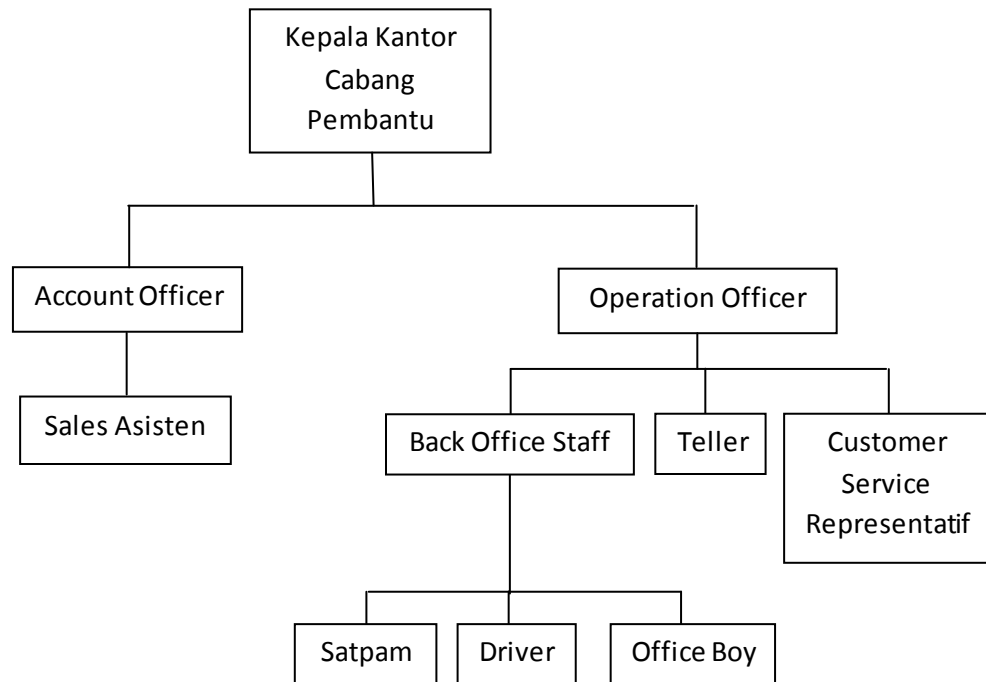 Kepala Kantor
Cabang
Pembantu
Account Officer
Operation Officer
Sales Asisten
Back Office Staff
Teller
Customer
Service
Representatif
Satpam
Driver
Office Boy